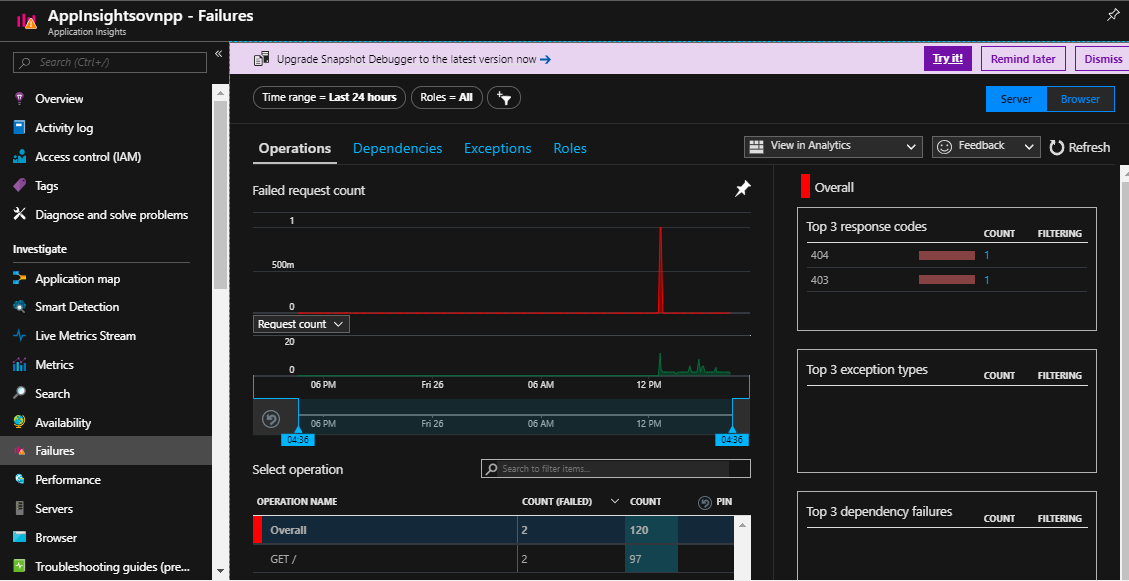 AppInsightsovnpp - Failures
Application Insights
Search (Ctrl+/)
«
Overview
Activity log
Access control (IAM)
Tags
Diagnose and solve problems
Investigate
Application map
Smart Detection
Live Metrics Stream
Metrics
Search
Availability
Failures
Performance
Servers
Browser
Troubleshooting guides (pre...
Upgrade Snapshot Debugger to the latest version now →
Try it!
Remind later
Dismiss
Time range = Last 24 hours
Roles = All
Server
Browser
Operations
Dependencies
Exceptions
Roles
View in Analytics
Feedback
Refresh
Failed request count
1
500m
0
Request count
20
0
06 PM
Fri 26
06 AM
12 PM
06 PM
Fri 26
06 AM
12 PM
04:36
04:36
Select operation
Search to filter items...
OPERATION NAME COUNT (FAILED) COUNT PIN
Overall 2 120
GET / 2 97
Overall
Top 3 response codes COUNT FILTERING
404 1
403 1
Top 3 exception types COUNT FILTERING
Top 3 dependency failures COUNT FILTERING